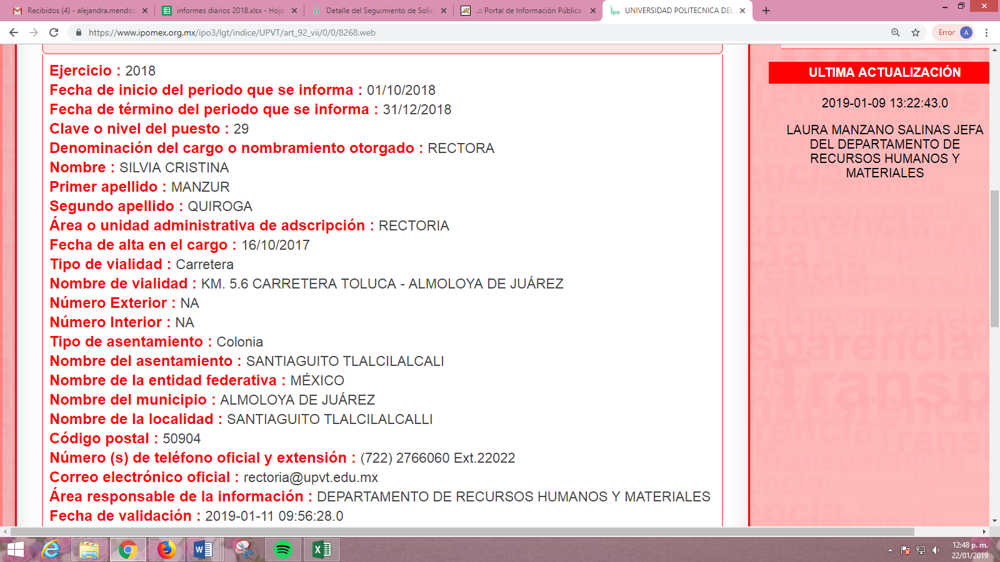 Recibidos (4) - alejandra.mendoz
informes diarios 2018.xlsx - Hoja
Detalle del Seguimiento de Solic
..:: Portal de Información Pública
ipo UNIVERSIDAD POLITECNICA DEL
https://www.ipomex.org.mx/ipo3/lgt/indice/UPVT/art_92_vii/0/0/8268.web
Error A
Ejercicio : 2018
Fecha de inicio del periodo que se informa : 01/10/2018
Fecha de término del periodo que se informa : 31/12/2018
Clave o nivel del puesto : 29
Denominación del cargo o nombramiento otorgado : RECTORA
Nombre : SILVIA CRISTINA
Primer apellido : MANZUR
Segundo apellido : QUIROGA
Área o unidad administrativa de adscripción : RECTORIA
Fecha de alta en el cargo : 16/10/2017
Tipo de vialidad : Carretera
Nombre de vialidad : KM. 5.6 CARRETERA TOLUCA - ALMOLOYA DE JUÁREZ
Número Exterior : NA
Número Interior : NA
Tipo de asentamiento : Colonia
Nombre del asentamiento : SANTIAGUITO TLALCILALCALI
Nombre de la entidad federativa : MÉXICO
Nombre del municipio : ALMOLOYA DE JUÁREZ
Nombre de la localidad : SANTIAGUITO TLALCILALCALLI
Código postal : 50904
Número (s) de teléfono oficial y extensión : (722) 2766060 Ext.22022
Correo electrónico oficial : rectoria@upvt.edu.mx
Área responsable de la información : DEPARTAMENTO DE RECURSOS HUMANOS Y MATERIALES
Fecha de validación : 2019-01-11 09:56:28.0
ULTIMA ACTUALIZACIÓN
2019-01-09 13:22:43.0
LAURA MANZANO SALINAS JEFA
DEL DEPARTAMENTO DE
RECURSOS HUMANOS Y
MATERIALES
12:48 p. m.
22/01/2019